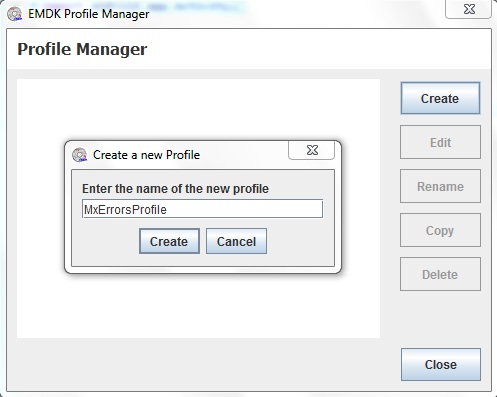 EMDK Profile Manager
Profile Manager
Create
Edit
Rename
Copy
Delete
Close
Create a new Profile
Enter the name of the new profile
MxErrorsProfile
Create Cancel